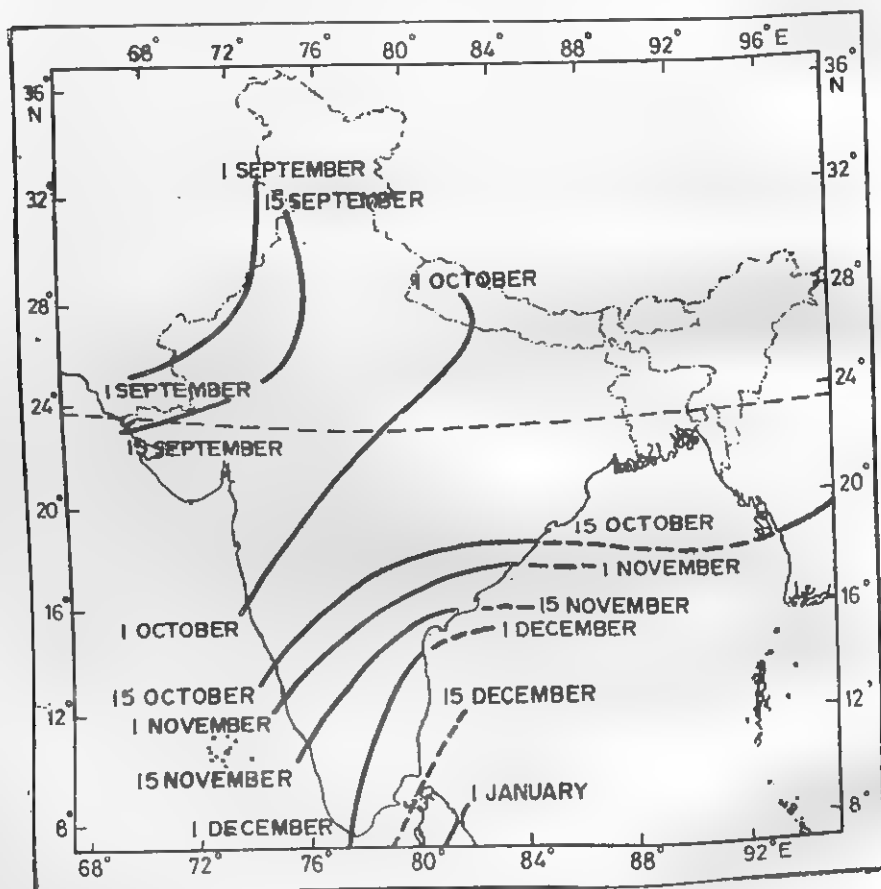 68° 72° 76° 80° 84° 88° 92° 96° E
36° N
36° N
1 SEPTEMBER
32°
32°
15 SEPTEMBER
1 OCTOBER
28°
28°
1 SEPTEMBER
24°
24°
15 SEPTEMBER
20°
20°
15 OCTOBER
1 NOVEMBER
16°
16°
15 NOVEMBER
1 OCTOBER
1 DECEMBER
15 OCTOBER
15 DECEMBER
12°
12°
1 NOVEMBER
15 NOVEMBER
1 JANUARY
8°
8°
1 DECEMBER
68° 72° 76° 80° 84° 88° 92° E